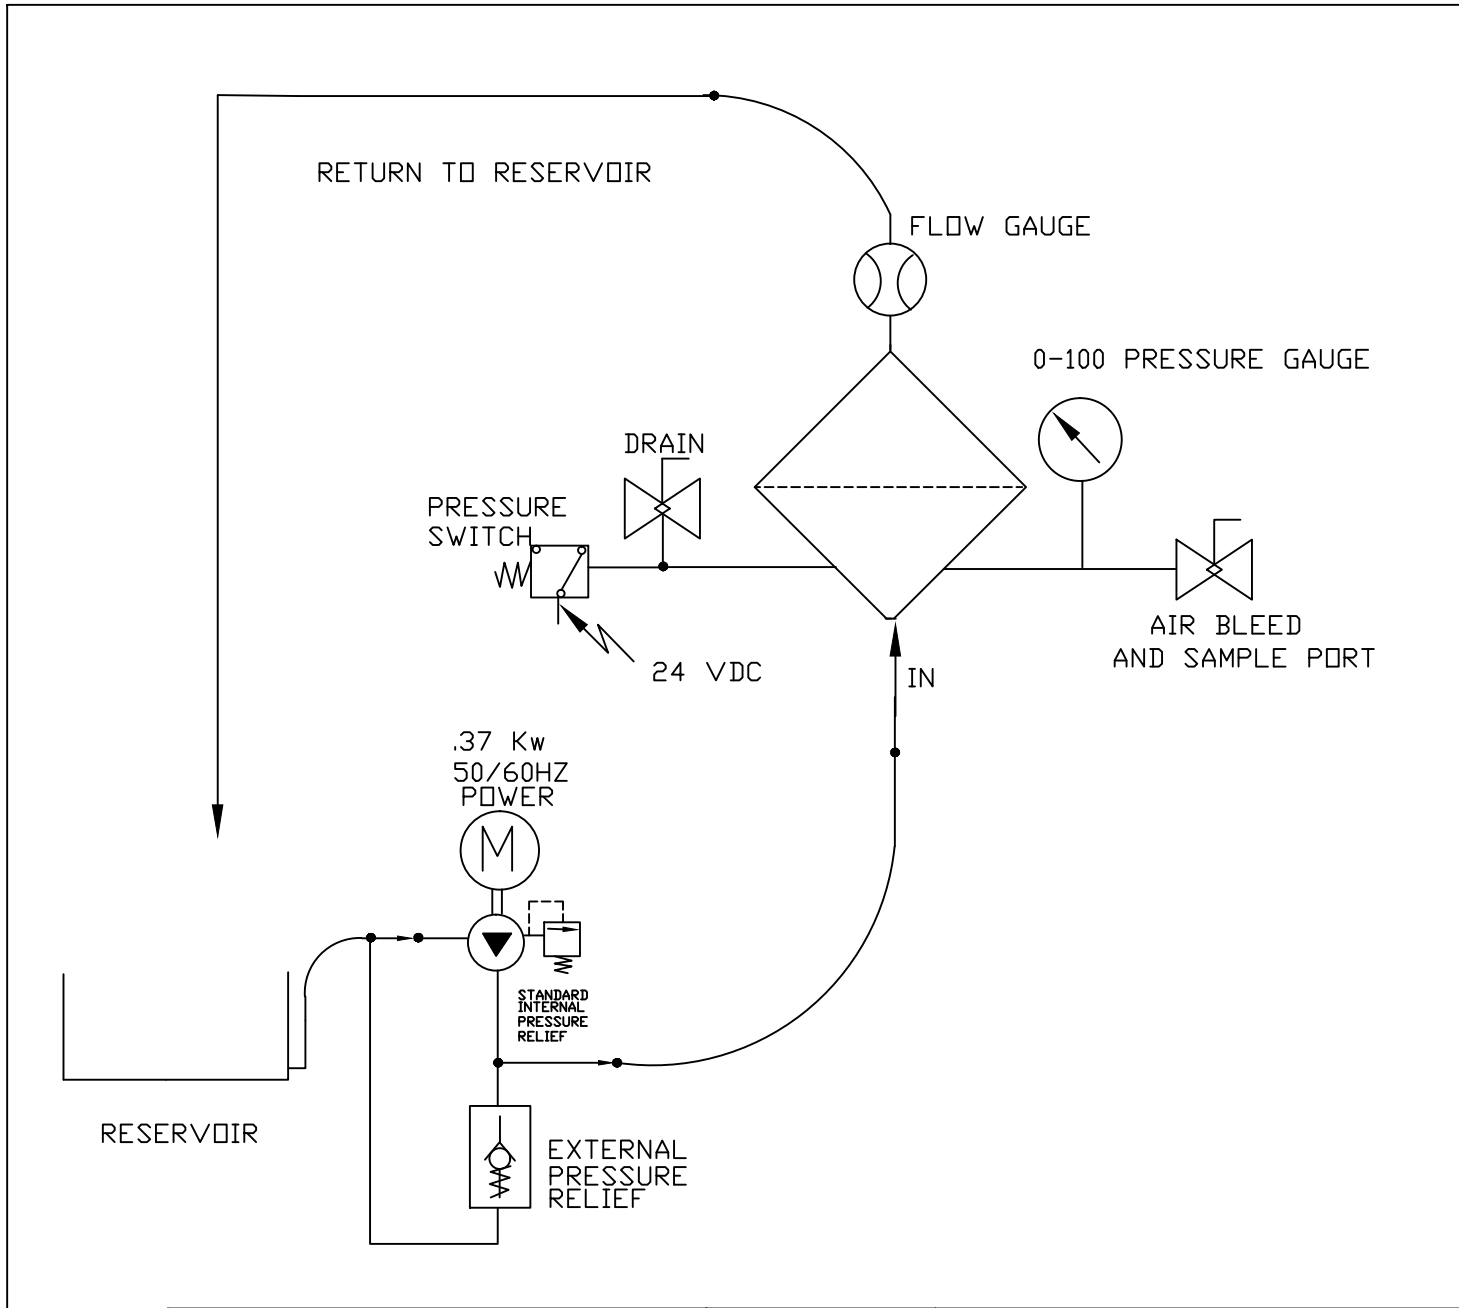 RETURN TO RESERVOIR
FLOW GAUGE
0-100 PRESSURE GAUGE
DRAIN
PRESSURE
SWITCH
24 VDC
AIR BLEED
AND SAMPLE PORT
IN
.37 Kw
50/60HZ
POWER
M
STANDARD
INTERNAL
PRESSURE
RELIEF
RESERVOIR
EXTERNAL
PRESSURE
RELIEF